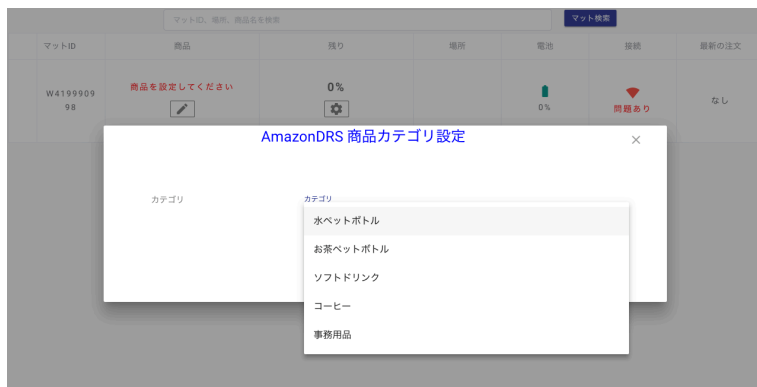 マットID、場所、商品名を検索
マット検索
マットID
商品
残り
場所
電池
接続
最新の注文
W4199909
98
商品を設定してください
0%
0%
問題あり
なし
AmazonDRS 商品カテゴリ設定
カテゴリ
カテゴリ
水ペットボトル
お茶ペットボトル
ソフトドリンク
コーヒー
事務用品